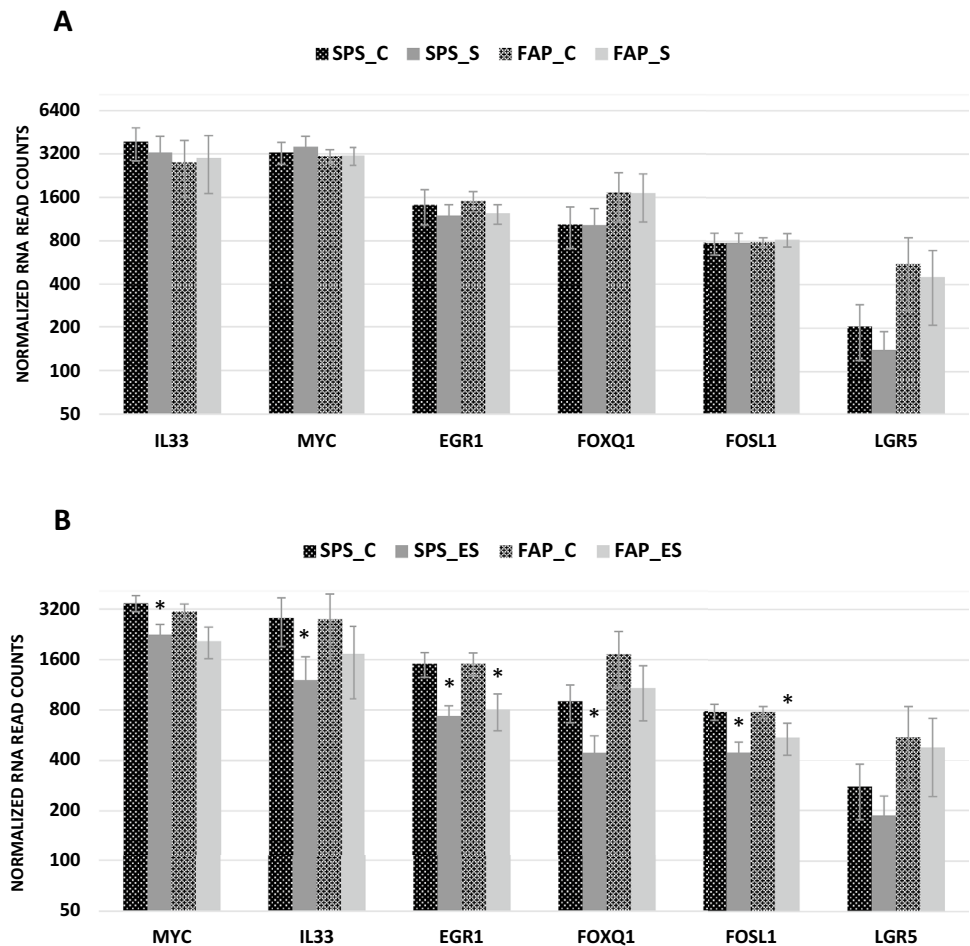 A
SPS_C SPS_S FAP_C FAP_S
NORMALIZED RNA READ COUNTS
6400
3200
1600
800
400
200
100
50
IL33 MYC EGR1 FOXQ1 FOSL1 LGR5
B
SPS_C SPS_ES FAP_C FAP_ES
NORMALIZED RNA READ COUNTS
3200
1600
800
400
200
100
50
* * * * * * *
MYC IL33 EGR1 FOXQ1 FOSL1 LGR5